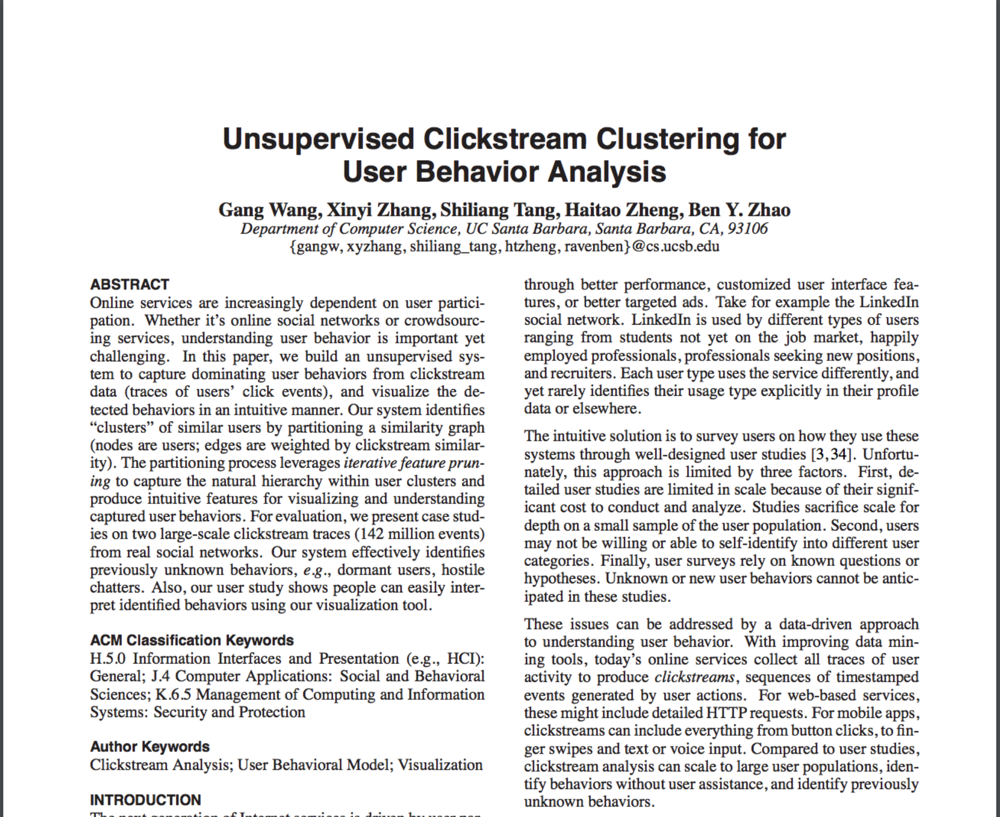 Unsupervised Clickstream Clustering for
User Behavior Analysis
Gang Wang, Xinyi Zhang, Shiliang Tang, Haitao Zheng, Ben Y. Zhao
Department of Computer Science, UC Santa Barbara, Santa Barbara, CA, 93106
{gangw, xyzhang, shiliang_tang, htzheng, ravenben}@cs.ucsb.edu
ABSTRACT
Online services are increasingly dependent on user partici-
pation. Whether it's online social networks or crowdsourc-
ing services, understanding user behavior is important yet
challenging. In this paper, we build an unsupervised sys-
tem to capture dominating user behaviors from clickstream
data (traces of users' click events), and visualize the de-
tected behaviors in an intuitive manner. Our system identifies
“clusters” of similar users by partitioning a similarity graph
(nodes are users; edges are weighted by clickstream similar-
ity). The partitioning process leverages iterative feature prun-
ing to capture the natural hierarchy within user clusters and
produce intuitive features for visualizing and understanding
captured user behaviors. For evaluation, we present case stud-
ies on two large-scale clickstream traces (142 million events)
from real social networks. Our system effectively identifies
previously unknown behaviors, e.g., dormant users, hostile
chatters. Also, our user study shows people can easily inter-
pret identified behaviors using our visualization tool.
ACM Classification Keywords
H.5.0 Information Interfaces and Presentation (e.g., HCI):
General; J.4 Computer Applications: Social and Behavioral
Sciences; K.6.5 Management of Computing and Information
Systems: Security and Protection
Author Keywords
Clickstream Analysis; User Behavioral Model; Visualization
INTRODUCTION
The next generation of Internet services is driven by user par-
through better performance, customized user interface fea-
tures, or better targeted ads. Take for example the LinkedIn
social network. LinkedIn is used by different types of users
ranging from students not yet on the job market, happily
employed professionals, professionals seeking new positions,
and recruiters. Each user type uses the service differently, and
yet rarely identifies their usage type explicitly in their profile
data or elsewhere.
The intuitive solution is to survey users on how they use these
systems through well-designed user studies [3,34]. Unfortu-
nately, this approach is limited by three factors. First, de-
tailed user studies are limited in scale because of their signif-
icant cost to conduct and analyze. Studies sacrifice scale for
depth on a small sample of the user population. Second, users
may not be willing or able to self-identify into different user
categories. Finally, user surveys rely on known questions or
hypotheses. Unknown or new user behaviors cannot be antic-
ipated in these studies.
These issues can be addressed by a data-driven approach
to understanding user behavior. With improving data min-
ing tools, today's online services collect all traces of user
activity to produce clickstreams, sequences of timestamped
events generated by user actions. For web-based services,
these might include detailed HTTP requests. For mobile apps,
clickstreams can include everything from button clicks, to fin-
ger swipes and text or voice input. Compared to user studies,
clickstream analysis can scale to large user populations, iden-
tify behaviors without user assistance, and identify previously
unknown behaviors.